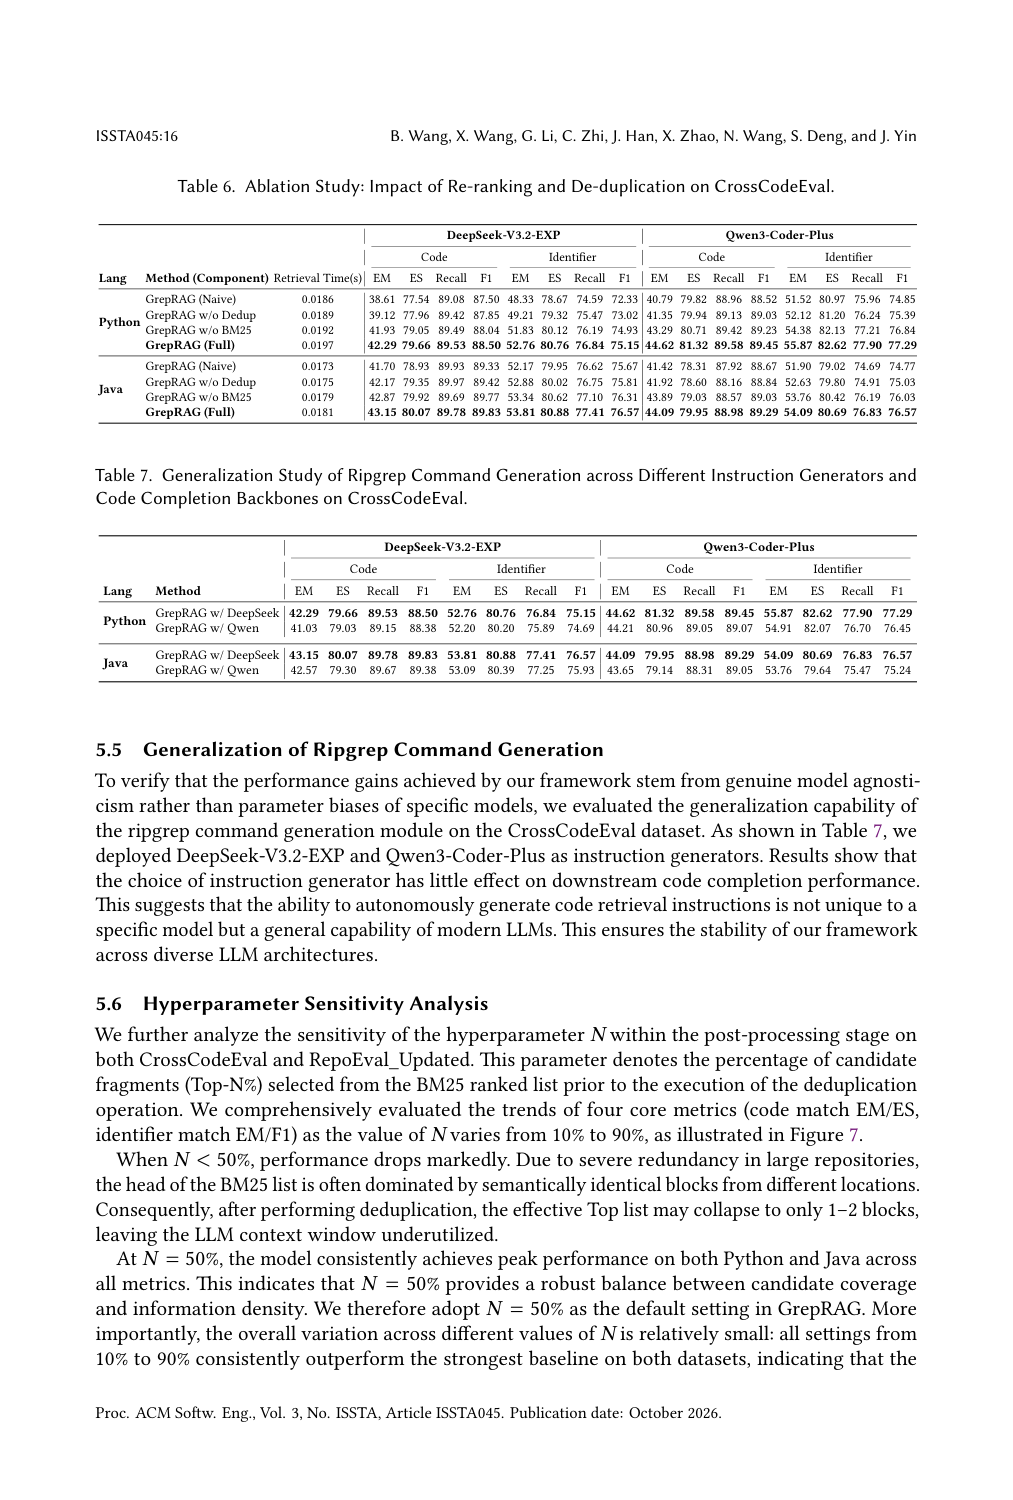 ISSTA045:16 B. Wang, X. Wang, G. Li, C. Zhi, J. Han, X. Zhao, N. Wang, S. Deng, and J. Yin
Table 6. Ablation Study: Impact of Re-ranking and De-duplication on CrossCodeEval.
DeepSeek-V3.2-EXP Qwen3-Coder-Plus
Code Identifier Code Identifier
Lang Method (Component) Retrieval Time(s) EM ES Recall F1 EM ES Recall F1 EM ES Recall F1 EM ES Recall F1
Python
GrepRAG (Naive) 0.0186 38.61 77.54 89.08 87.50 48.33 78.67 74.59 72.33 40.79 79.82 88.96 88.52 51.52 80.97 75.96 74.85
GrepRAG w/o Dedup 0.0189 39.12 77.96 89.42 87.85 49.21 79.32 75.47 73.02 41.35 79.94 89.13 89.03 52.12 81.20 76.24 75.39
GrepRAG w/o BM25 0.0192 41.93 79.05 89.49 88.04 51.83 80.12 76.19 74.93 43.29 80.71 89.42 89.23 54.38 82.13 77.21 76.84
GrepRAG (Full) 0.0197 42.29 79.66 89.53 88.50 52.76 80.76 76.84 75.15 44.62 81.32 89.58 89.45 55.87 82.62 77.90 77.29
Java
GrepRAG (Naive) 0.0173 41.70 78.93 89.93 89.33 52.17 79.95 76.62 75.67 41.42 78.31 87.92 88.67 51.90 79.02 74.69 74.77
GrepRAG w/o Dedup 0.0175 42.17 79.35 89.97 89.42 52.88 80.02 76.75 75.81 41.92 78.60 88.16 88.84 52.63 79.80 74.91 75.03
GrepRAG w/o BM25 0.0179 42.87 79.92 89.69 89.77 53.34 80.62 77.10 76.31 43.89 79.03 88.57 89.03 53.76 80.42 76.19 76.03
GrepRAG (Full) 0.0181 43.15 80.07 89.78 89.83 53.81 80.88 77.41 76.57 44.09 79.95 88.98 89.29 54.09 80.69 76.83 76.57
Table 7. Generalization Study of Ripgrep Command Generation across Different Instruction Generators and
Code Completion Backbones on CrossCodeEval.
DeepSeek-V3.2-EXP Qwen3-Coder-Plus
Code Identifier Code Identifier
Lang Method EM ES Recall F1 EM ES Recall F1 EM ES Recall F1 EM ES Recall F1
Python
GrepRAG w/ DeepSeek 42.29 79.66 89.53 88.50 52.76 80.76 76.84 75.15 44.62 81.32 89.58 89.45 55.87 82.62 77.90 77.29
GrepRAG w/ Qwen 41.03 79.03 89.15 88.38 52.20 80.20 75.89 74.69 44.21 80.96 89.05 89.07 54.91 82.07 76.70 76.45
Java
GrepRAG w/ DeepSeek 43.15 80.07 89.78 89.83 53.81 80.88 77.41 76.57 44.09 79.95 88.98 89.29 54.09 80.69 76.83 76.57
GrepRAG w/ Qwen 42.57 79.30 89.67 89.38 53.09 80.39 77.25 75.93 43.65 79.14 88.31 89.05 53.76 79.64 75.47 75.24
5.5 Generalization of Ripgrep Command Generation
To verify that the performance gains achieved by our framework stem from genuine model agnosti-
cism rather than parameter biases of specific models, we evaluated the generalization capability of
the ripgrep command generation module on the CrossCodeEval dataset. As shown in Table 7, we
deployed DeepSeek-V3.2-EXP and Qwen3-Coder-Plus as instruction generators. Results show that
the choice of instruction generator has little effect on downstream code completion performance.
This suggests that the ability to autonomously generate code retrieval instructions is not unique to a
specific model but a general capability of modern LLMs. This ensures the stability of our framework
across diverse LLM architectures.
5.6 Hyperparameter Sensitivity Analysis
We further analyze the sensitivity of the hyperparameter N within the post-processing stage on
both CrossCodeEval and RepoEval_Updated. This parameter denotes the percentage of candidate
fragments (Top-N%) selected from the BM25 ranked list prior to the execution of the deduplication
operation. We comprehensively evaluated the trends of four core metrics (code match EM/ES,
identifier match EM/F1) as the value of N varies from 10% to 90%, as illustrated in Figure 7.
When N < 50%, performance drops markedly. Due to severe redundancy in large repositories,
the head of the BM25 list is often dominated by semantically identical blocks from different locations.
Consequently, after performing deduplication, the effective Top list may collapse to only 1–2 blocks,
leaving the LLM context window underutilized.
At N = 50%, the model consistently achieves peak performance on both Python and Java across
all metrics. This indicates that N = 50% provides a robust balance between candidate coverage
and information density. We therefore adopt N = 50% as the default setting in GrepRAG. More
importantly, the overall variation across different values of N is relatively small: all settings from
10% to 90% consistently outperform the strongest baseline on both datasets, indicating that the
Proc. ACM Softw. Eng., Vol. 3, No. ISSTA, Article ISSTA045. Publication date: October 2026.